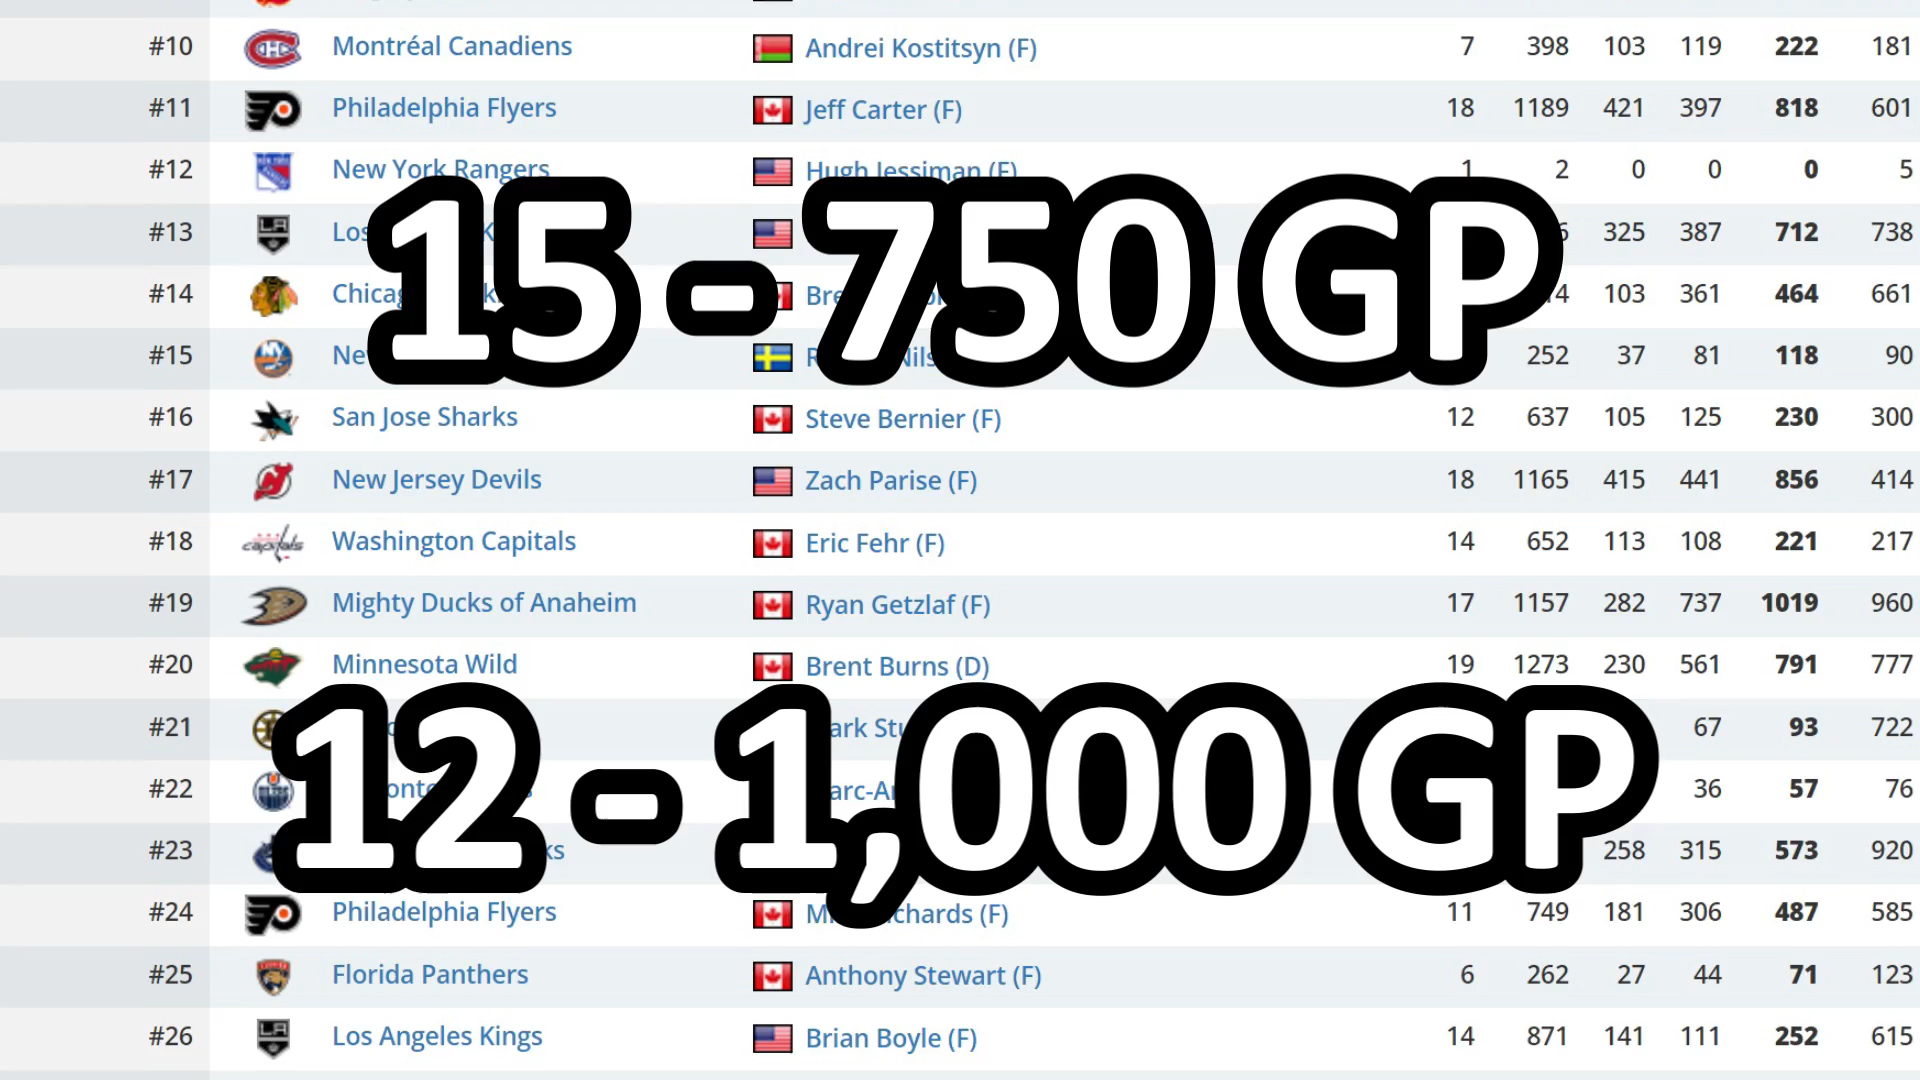 #10 Montréal Canadiens Andrei Kostitsyn (F) 7 398 103 119 222 181
#11 Philadelphia Flyers Jeff Carter (F) 18 1189 421 397 818 601
#12 New York Rangers Hugh Jessiman (F) 1 2 0 0 0 5
#13 325 387 712 738
15 - 750 GP
#14 103 361 464 661
#15 252 37 81 118 90
#16 San Jose Sharks Steve Bernier (F) 12 637 105 125 230 300
#17 New Jersey Devils Zach Parise (F) 18 1165 415 441 856 414
#18 Washington Capitals Eric Fehr (F) 14 652 113 108 221 217
#19 Mighty Ducks of Anaheim Ryan Getzlaf (F) 17 1157 282 737 1019 960
#20 Minnesota Wild Brent Burns (D) 19 1273 230 561 791 777
#21 67 93 722
12 - 1,000 GP
#22 36 57 76
#23 258 315 573 920
#24 Philadelphia Flyers (F) 11 749 181 306 487 585
#25 Florida Panthers Anthony Stewart (F) 6 262 27 44 71 123
#26 Los Angeles Kings Brian Boyle (F) 14 871 141 111 252 615